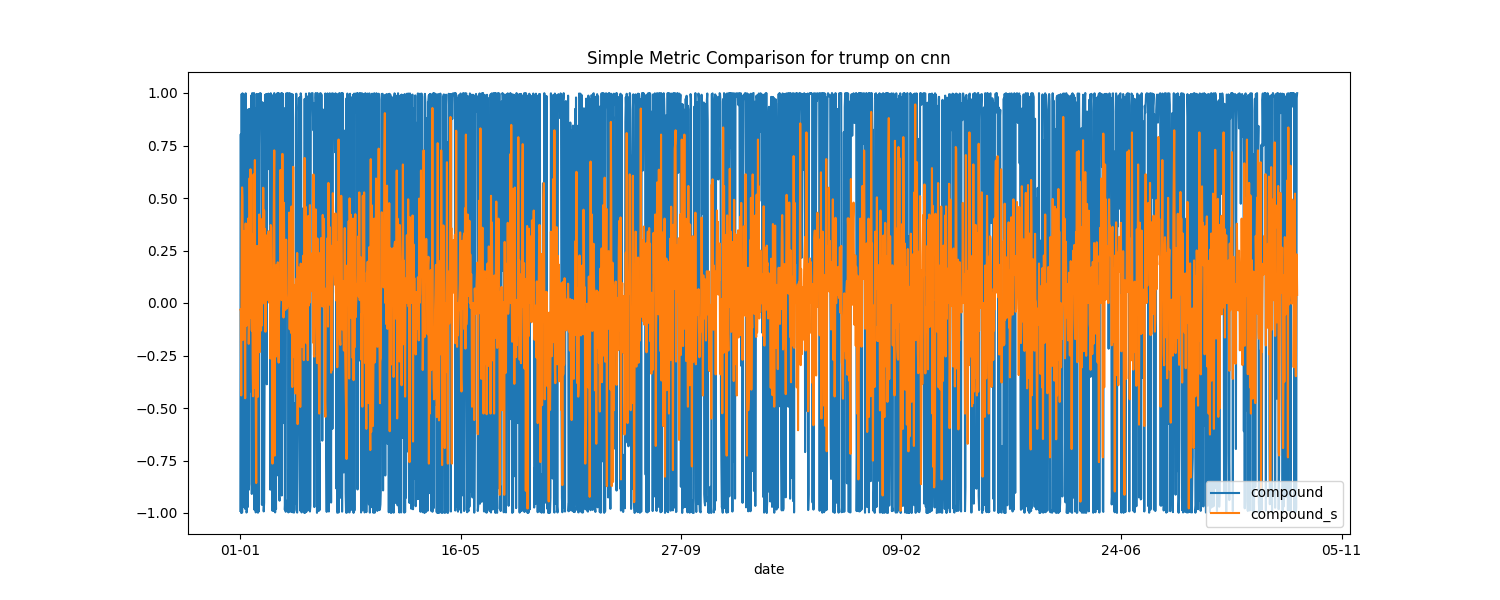 Simple Metric Comparison for trump on cnn
1.00
0.75
0.50
0.25
0.00
−0.25
−0.50
−0.75
−1.00
compound
compound_s
01-01 16-05 27-09 09-02 24-06 05-11
date